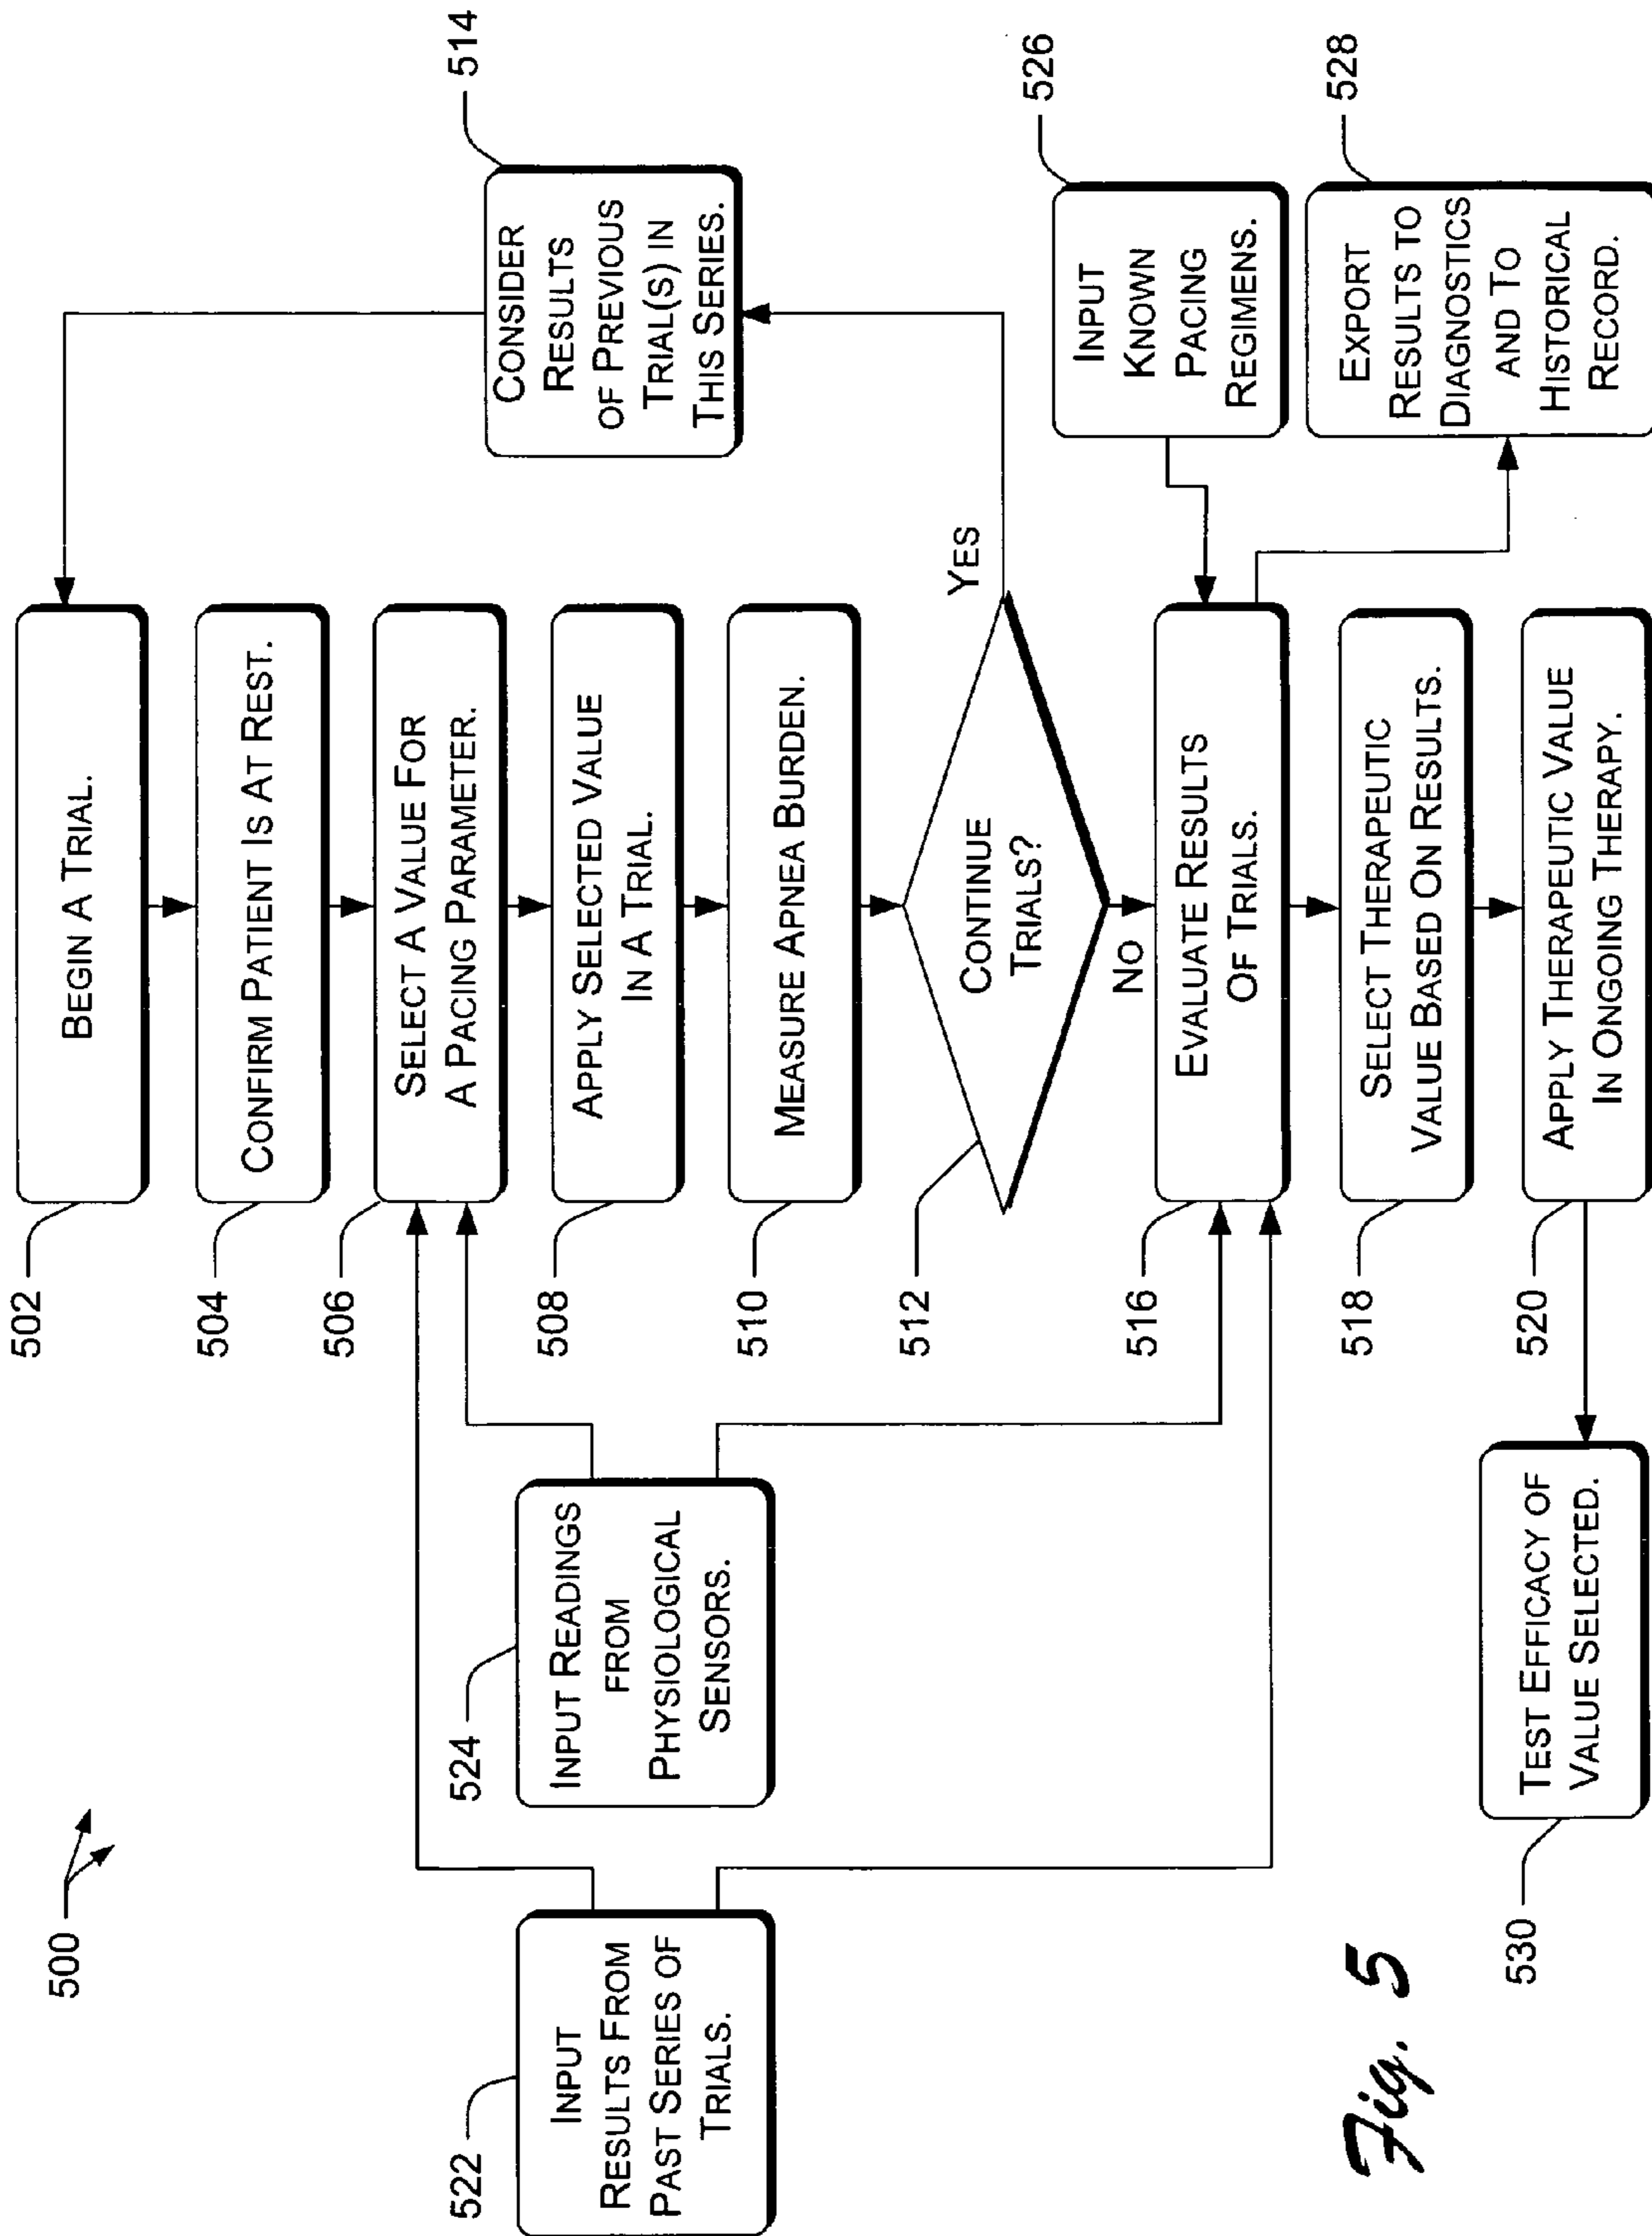 500
502
BEGIN A TRIAL.
504
CONFIRM PATIENT IS AT REST.
506
SELECT A VALUE FOR
A PACING PARAMETER.
508
APPLY SELECTED VALUE
IN A TRIAL.
510
MEASURE APNEA BURDEN.
512
CONTINUE
TRIALS?
YES
NO
514
CONSIDER
RESULTS
OF PREVIOUS
TRIAL(S) IN
THIS SERIES.
516
EVALUATE RESULTS
OF TRIALS.
518
SELECT THERAPEUTIC
VALUE BASED ON RESULTS.
520
APPLY THERAPEUTIC VALUE
IN ONGOING THERAPY.
522
INPUT
RESULTS FROM
PAST SERIES OF
TRIALS.
524
INPUT READINGS
FROM
PHYSIOLOGICAL
SENSORS.
526
INPUT
KNOWN
PACING
REGIMENS.
528
EXPORT
RESULTS TO
DIAGNOSTICS
AND TO
HISTORICAL
RECORD.
530
TEST EFFICACY OF
VALUE SELECTED.
Fig. 5